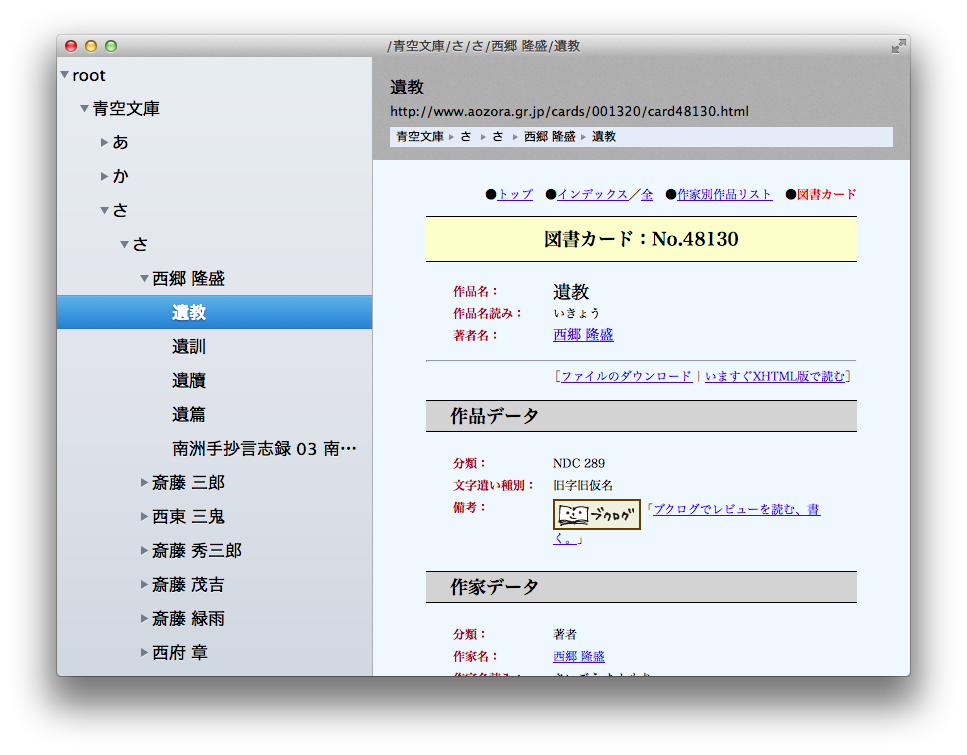 /青空文庫/さ/さ/西郷 隆盛/遺教
root
青空文庫
あ
か
さ
さ
西郷 隆盛
遺教
遺訓
遺牘
遺篇
南洲手抄言志録 03 南…
斎藤 三郎
西東 三鬼
斎藤 秀三郎
斎藤 茂吉
斎藤 緑雨
西府 章
遺教
http://www.aozora.gr.jp/cards/001320/card48130.html
青空文庫 ▸ さ ▸ さ ▸ 西郷 隆盛 ▸ 遺教
●トップ ●インデックス/全 ●作家別作品リスト ●図書カード
図書カード：No.48130
作品名： 遺教
作品名読み： いきょう
著者名： 西郷 隆盛
[ファイルのダウンロード | いますぐXHTML版で読む]
作品データ
分類： NDC 289
文字遣い種別： 旧字旧仮名
備考： ブクログ 「ブクログでレビューを読む、書
く。」
作家データ
分類： 著者
作家名： 西郷 隆盛